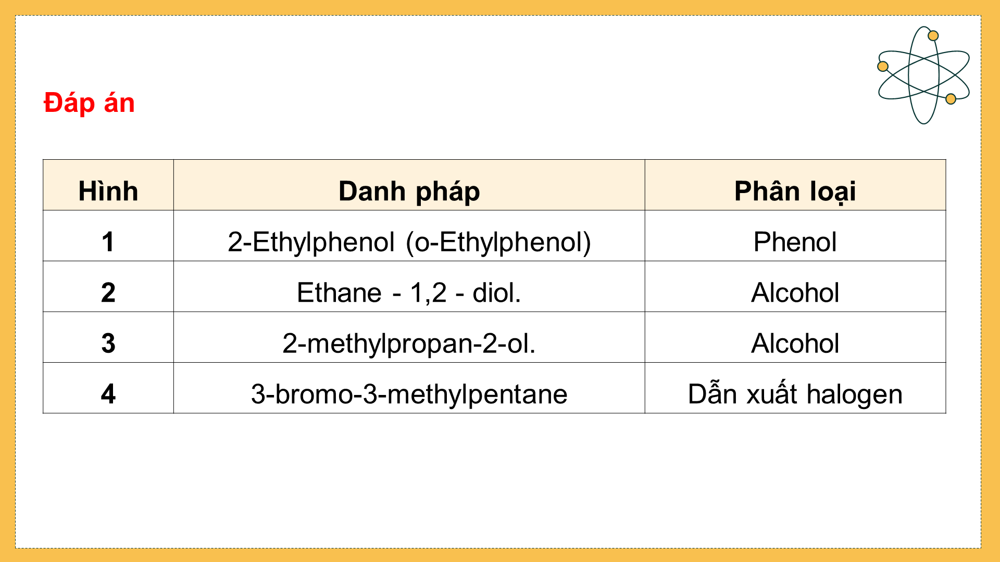 Đáp án
Hình Danh pháp Phân loại
1 2-Ethylphenol (o-Ethylphenol) Phenol
2 Ethane - 1,2 - diol. Alcohol
3 2-methylpropan-2-ol. Alcohol
4 3-bromo-3-methylpentane Dẫn xuất halogen